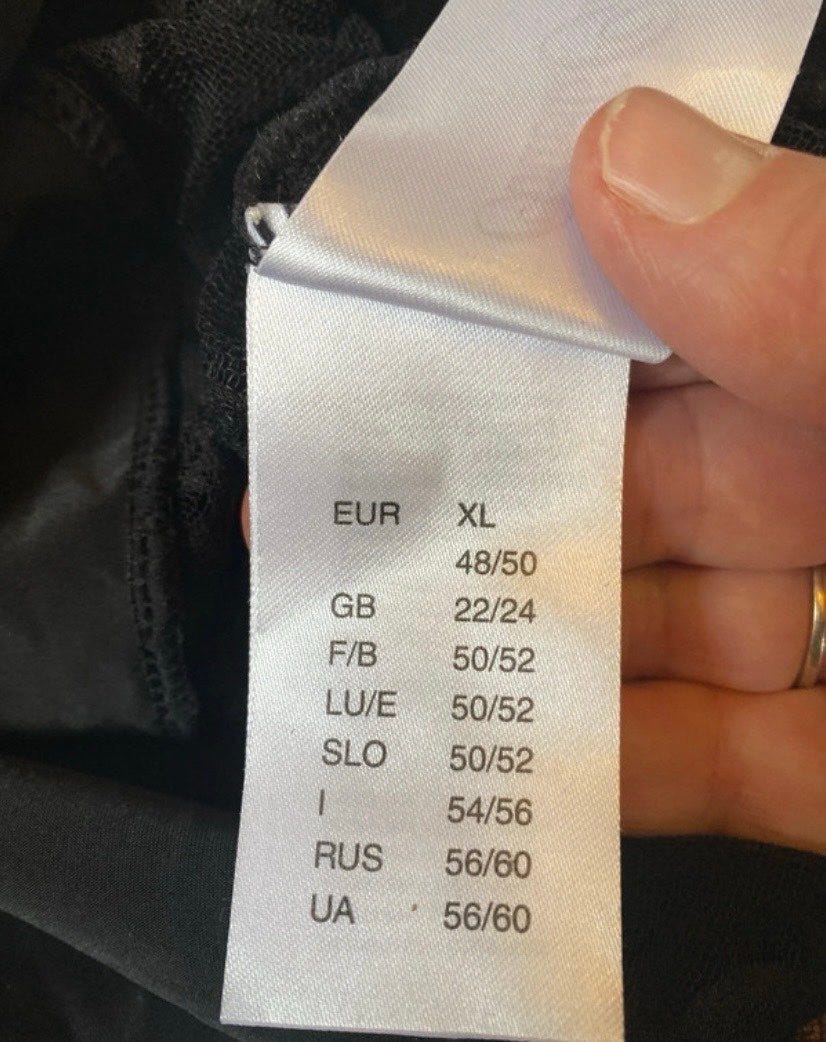 EUR XL
48/50
GB 22/24
F/B 50/52
LU/E 50/52
SLO 50/52
I 54/56
RUS 56/60
UA 56/60